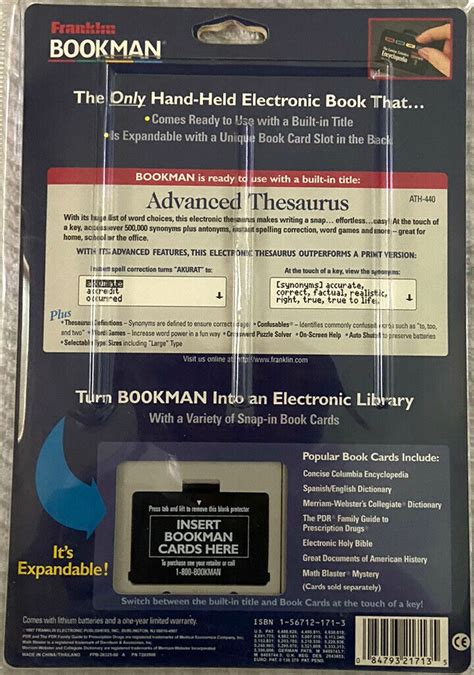 Franklin
BOOKMAN®
The Only Hand-Held Electronic Book That...
• Comes Ready to Use with a Built-in Title
• Is Expandable with a Unique Book Card Slot in the Back
BOOKMAN is ready to use with a built-in title:
Advanced Thesaurus
ATH-440
With its huge list of word choices, this electronic thesaurus makes writing a snap... effortless...easy! At the touch of
a key, access over 500,000 synonyms plus antonyms, instant spelling correction, word games and more – great for
home, school or the office.
WITH ITS ADVANCED FEATURES, THIS ELECTRONIC THESAURUS OUTPERFORMS A PRINT VERSION:
Instant spell correction turns "AKURAT" to:
At the touch of a key, view the synonyms:
accurate
accredit
occurred
[synonyms] accurate,
correct, factual, realistic,
right, true, true to life,
Plus
• Thesaurus Definitions – Synonyms are defined to ensure correct usage! • Confusables® – Identifies commonly confused words such as "to, too,
and two" • Word Games – Increase word power in a fun way • Crossword Puzzle Solver • On-Screen Help • Auto Shutoff to preserve batteries
• Selectable Type Sizes including "Large" Type
Visit us online at http://www.franklin.com
Turn BOOKMAN Into an Electronic Library
With a Variety of Snap-in Book Cards
Popular Book Cards Include:
Concise Columbia Encyclopedia
Spanish/English Dictionary
Merriam-Webster's Collegiate® Dictionary
The PDR® Family Guide to
Prescription Drugs®
Electronic Holy Bible
Great Documents of American History
Math Blaster® Mystery
(Cards sold separately)
Press tab and lift to remove this blank protector
INSERT
BOOKMAN
CARDS HERE
To purchase see your retailer or call
1-800-BOOKMAN
It's
Expandable!
Switch between the built-in title and Book Cards at the touch of a key!
Comes with lithium batteries and a one-year limited warranty.
MADE IN CHINA/THAILAND
ISBN 1-56712-171-3
0 84793 21713 5